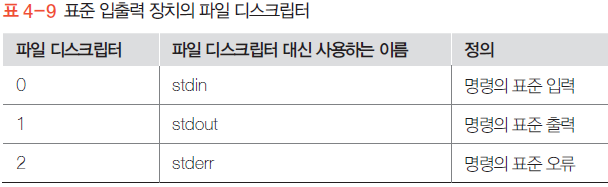 표 4-9 표준 입출력 장치의 파일 디스크립터
파일 디스크립터 파일 디스크립터 대신 사용하는 이름 정의
0 stdin 명령의 표준 입력
1 stdout 명령의 표준 출력
2 stderr 명령의 표준 오류